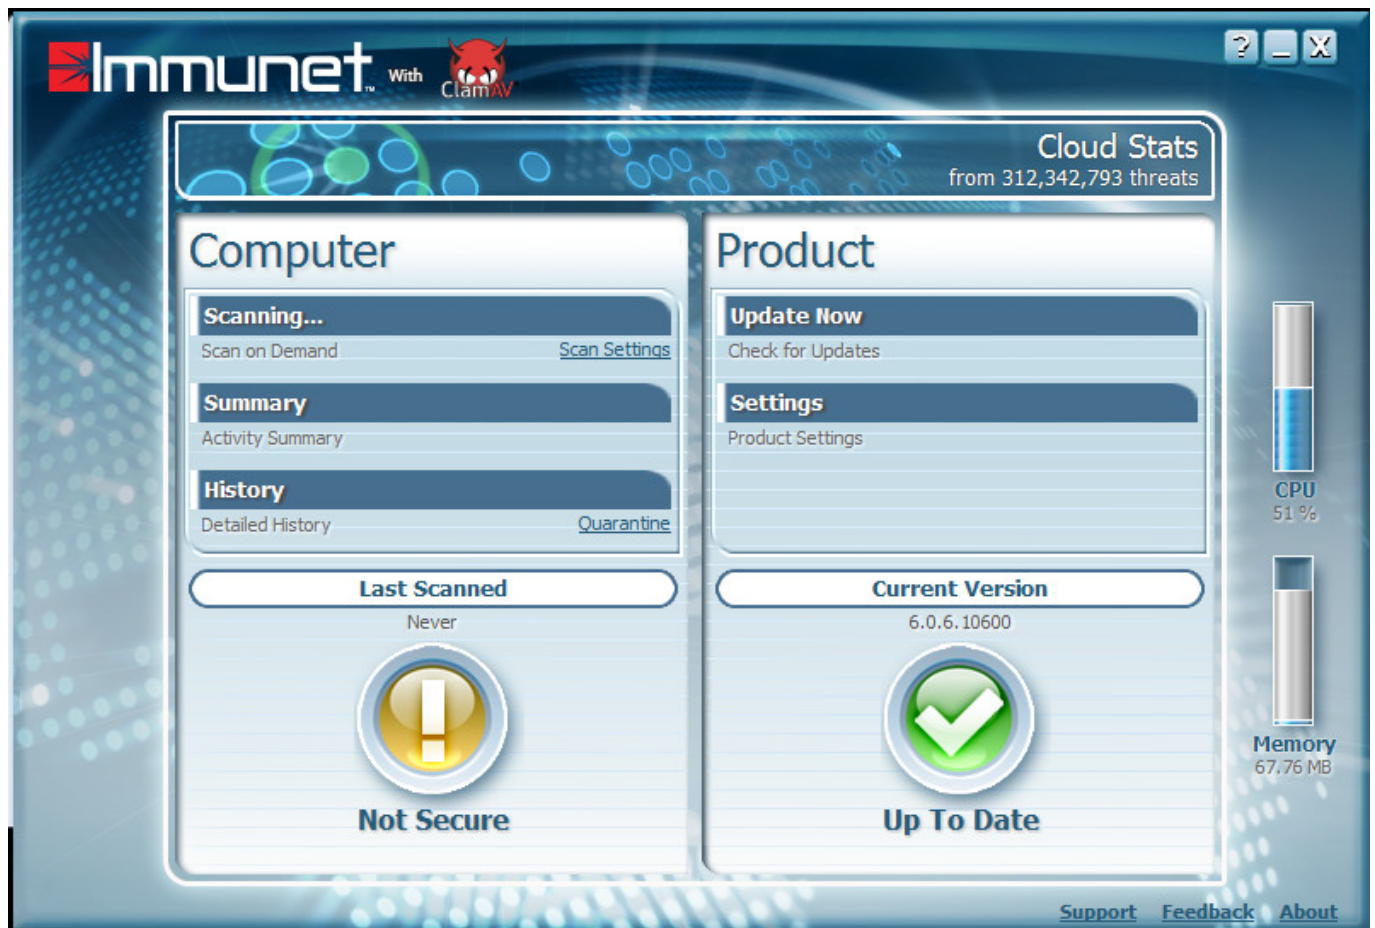 Immunet™ With ClamAV
? _ X
Cloud Stats
from 312,342,793 threats
Computer
Scanning...
Scan on Demand Scan Settings
Summary
Activity Summary
History
Detailed History Quarantine
Last Scanned
Never
Not Secure
Product
Update Now
Check for Updates
Settings
Product Settings
Current Version
6.0.6.10600
Up To Date
CPU
51 %
Memory
67.76 MB
Support Feedback About